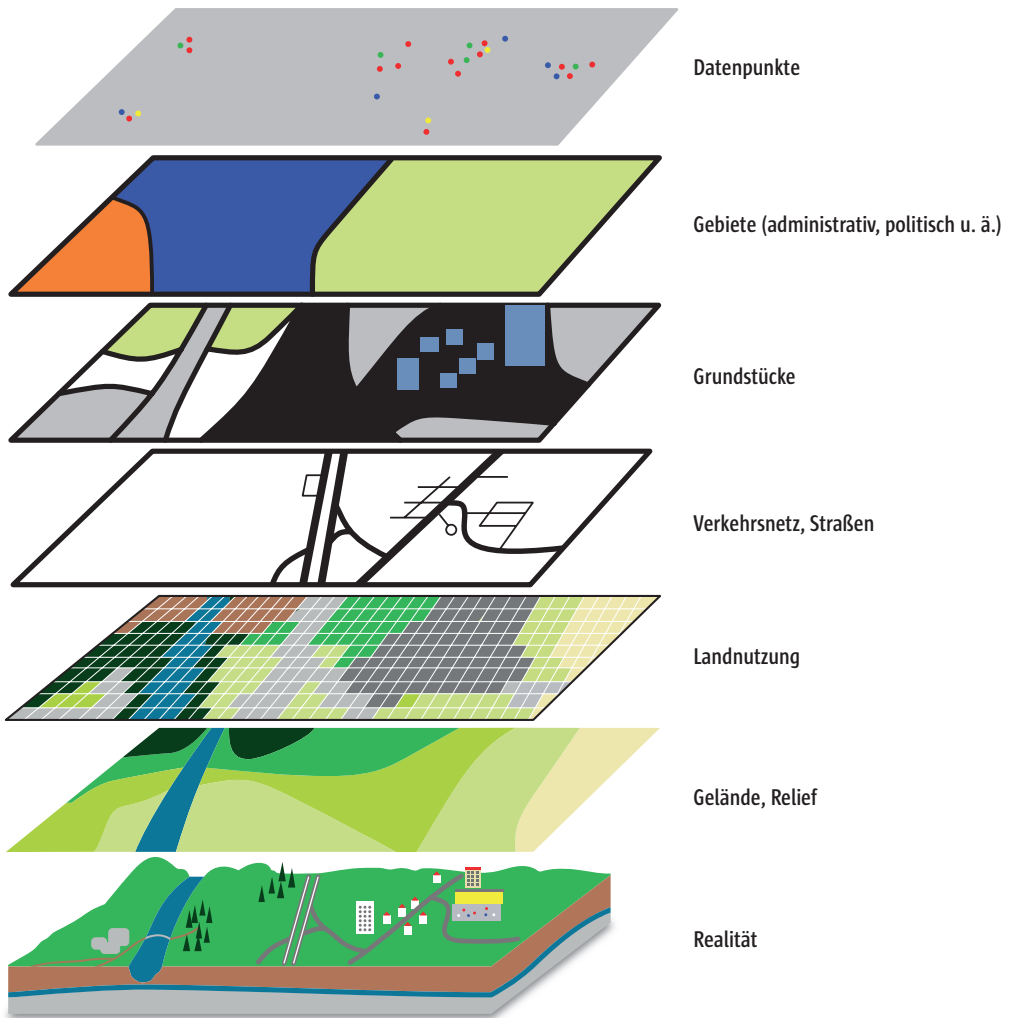 Datenpunkte
Gebiete (administrativ, politisch u. ä.)
Grundstücke
Verkehrsnetz, Straßen
Landnutzung
Gelände, Relief
Realität